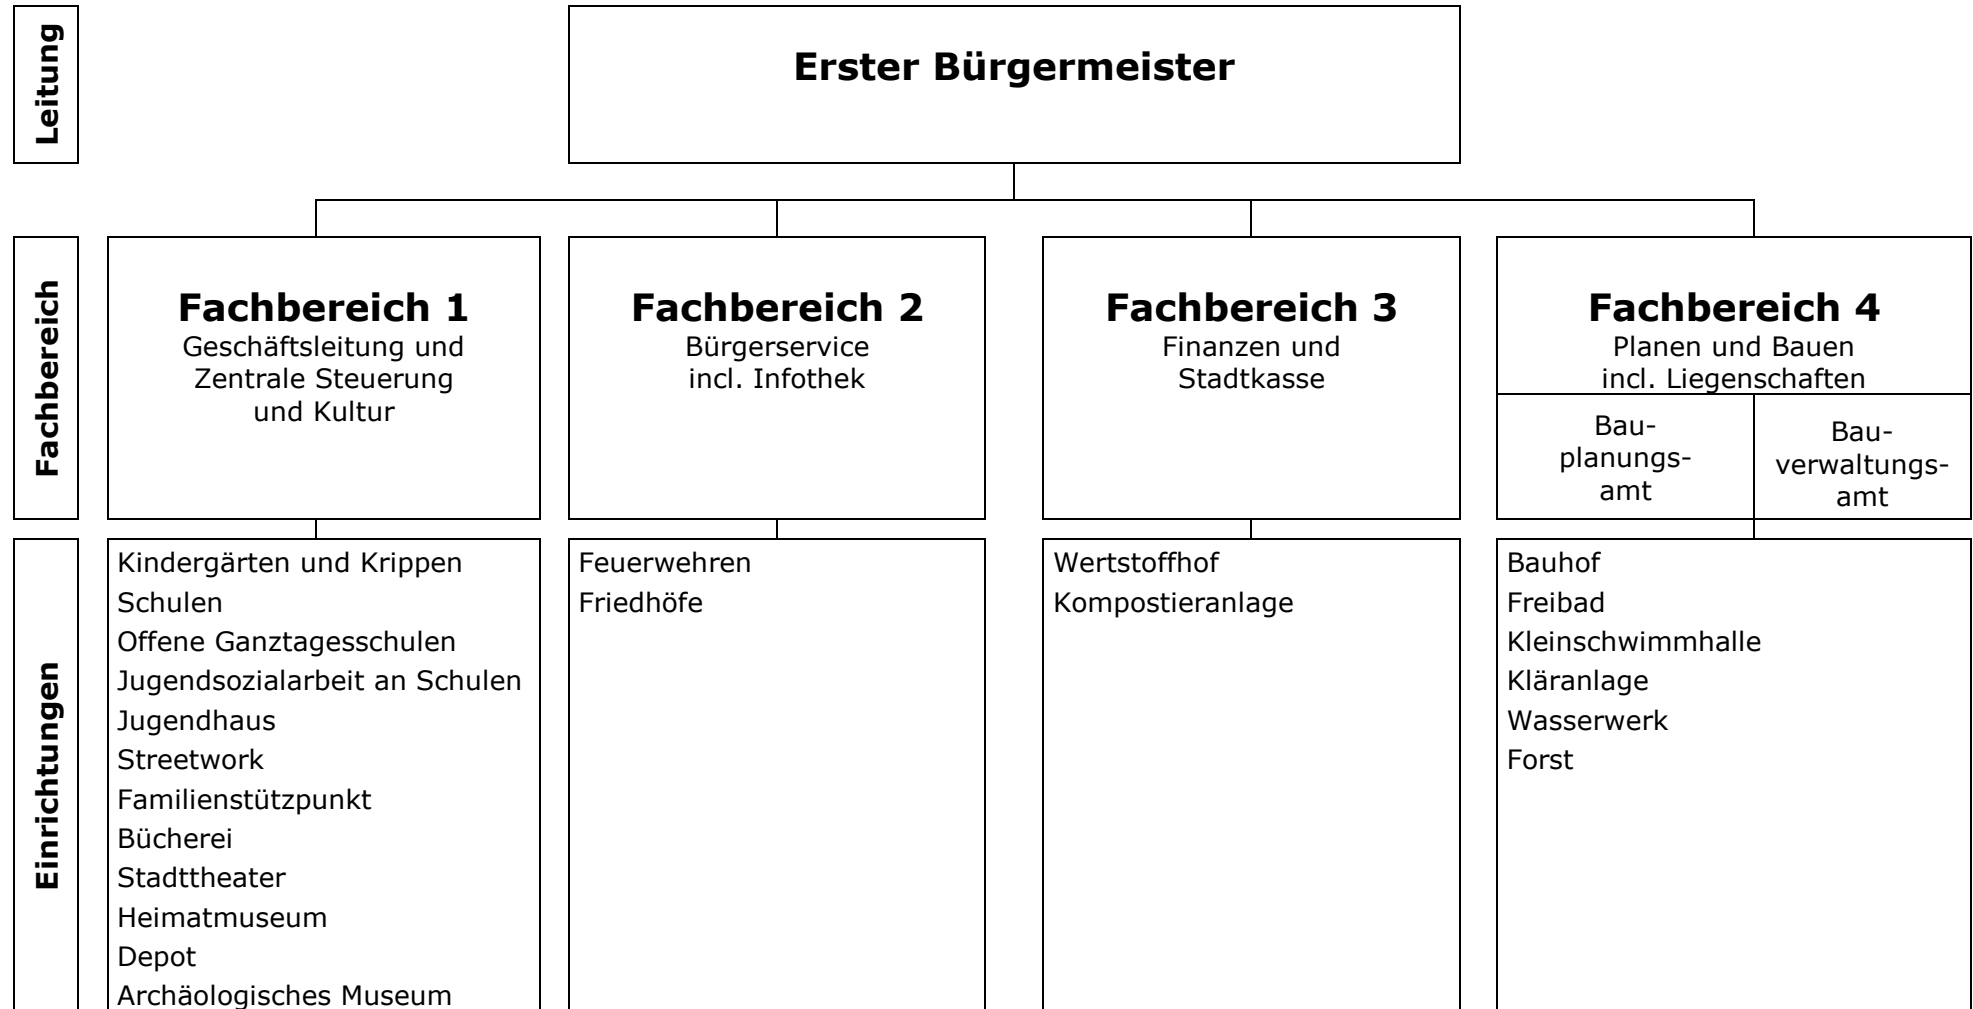 Leitung
Erster Bürgermeister
Fachbereich
Fachbereich 1
Geschäftsleitung und
Zentrale Steuerung
und Kultur
Fachbereich 2
Bürgerservice
incl. Infothek
Fachbereich 3
Finanzen und
Stadtkasse
Fachbereich 4
Planen und Bauen
incl. Liegenschaften
Bau-
planungs-
amt
Bau-
verwaltungs-
amt
Einrichtungen
Kindergärten und Krippen
Schulen
Offene Ganztagesschulen
Jugendsozialarbeit an Schulen
Jugendhaus
Streetwork
Familienstützpunkt
Bücherei
Stadttheater
Heimatmuseum
Depot
Archäologisches Museum
Feuerwehren
Friedhöfe
Wertstoffhof
Kompostieranlage
Bauhof
Freibad
Kleinschwimmhalle
Kläranlage
Wasserwerk
Forst